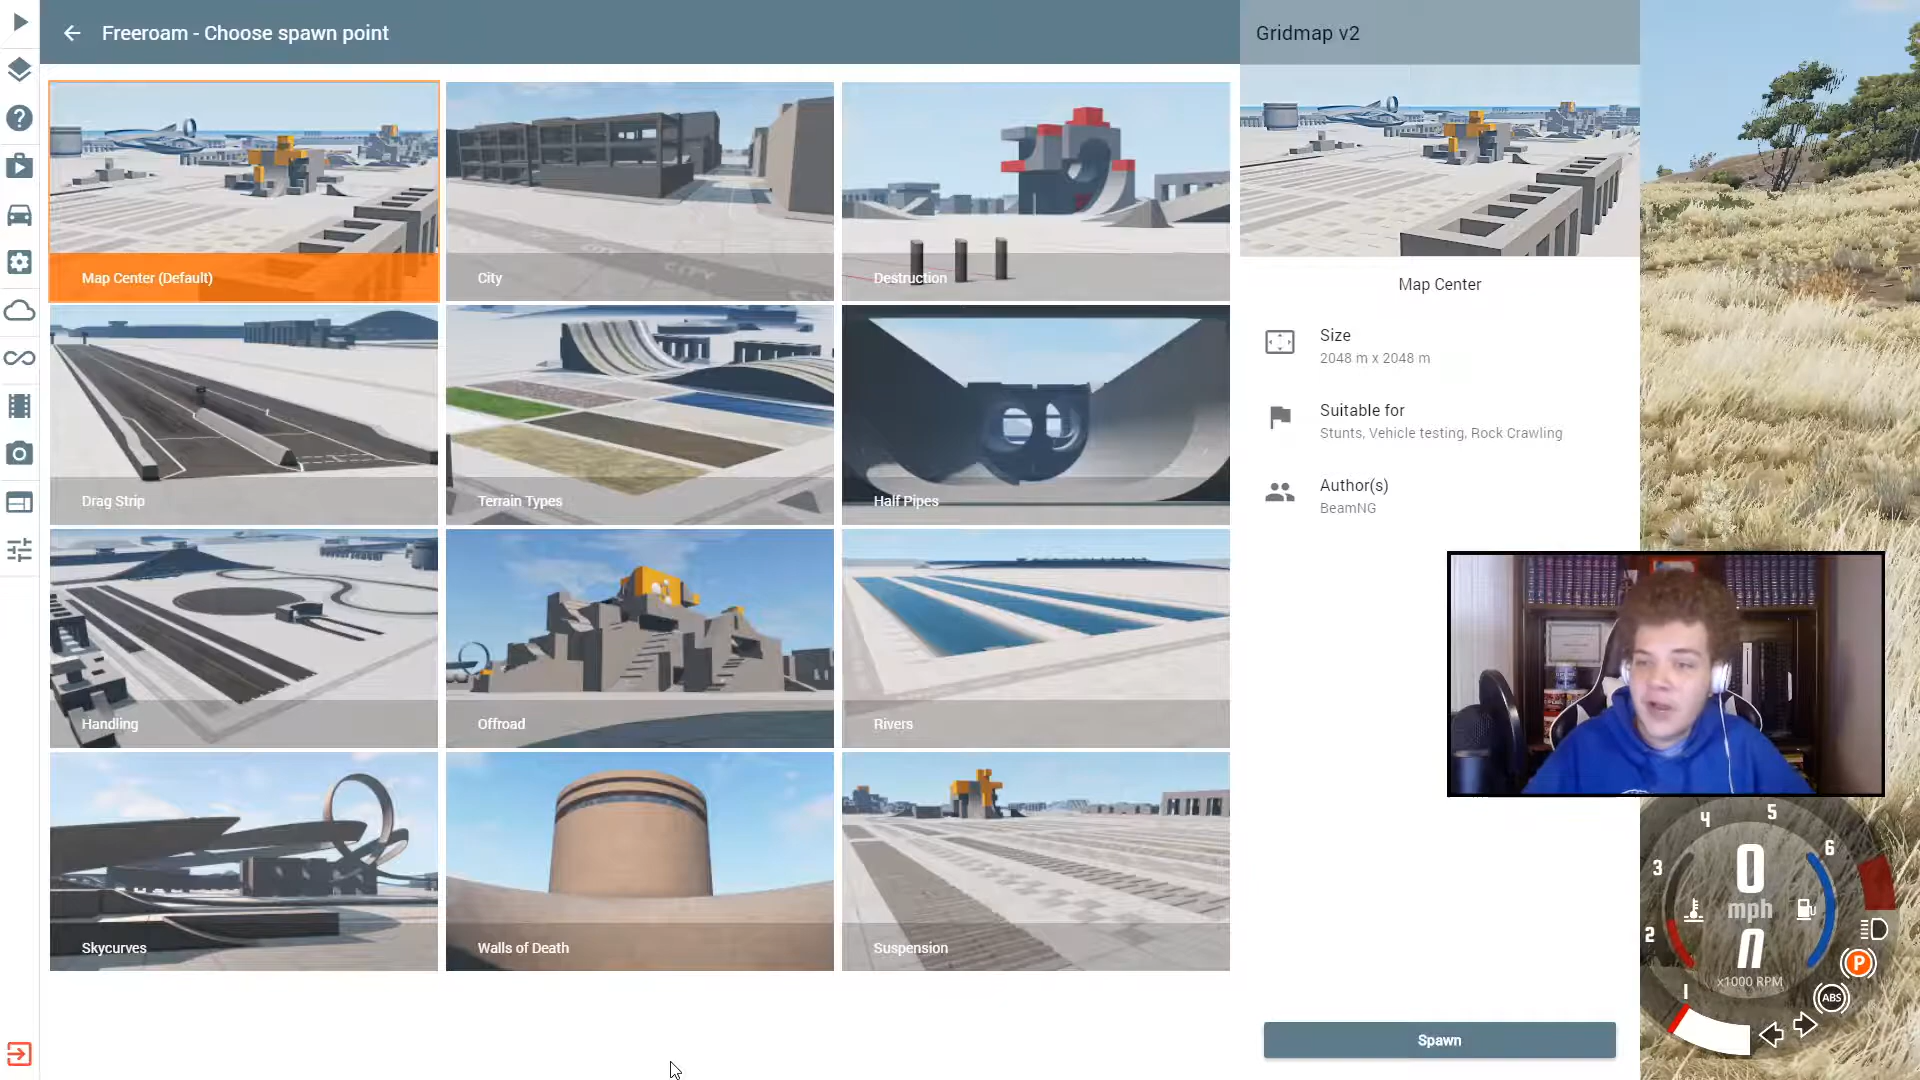 Freeroam - Choose spawn point
Gridmap v2
Map Center (Default)
City
CITY
Destruction
Drag Strip
Terrain Types
Half Pipes
Handling
Offroad
Rivers
Skycurves
Walls of Death
Suspension
Map Center
Size
2048 m x 2048 m
Suitable for
Stunts, Vehicle testing, Rock Crawling
Author(s)
BeamNG
Spawn
1
2
3
4
5
6
0
mph
n
x1000 RPM
P
ABS